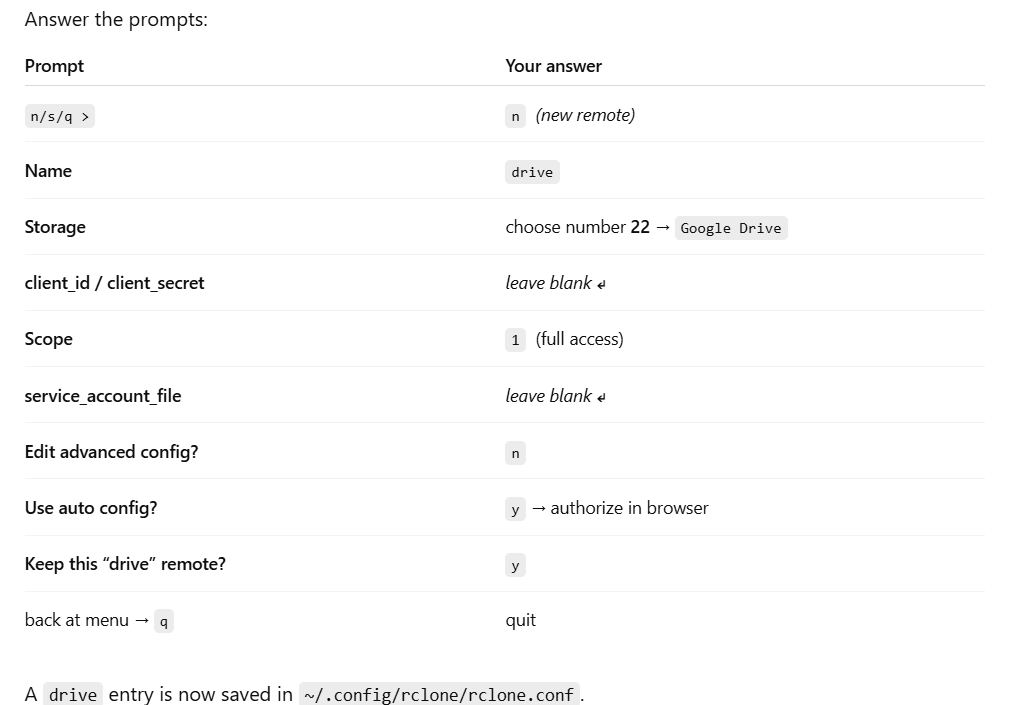 Answer the prompts:
Prompt Your answer
n/s/q > n (new remote)
Name drive
Storage choose number 22 → Google Drive
client_id / client_secret leave blank ↲
Scope 1 (full access)
service_account_file leave blank ↲
Edit advanced config? n
Use auto config? y → authorize in browser
Keep this “drive” remote? y
back at menu → q quit
A drive entry is now saved in ~/.config/rclone/rclone.conf.